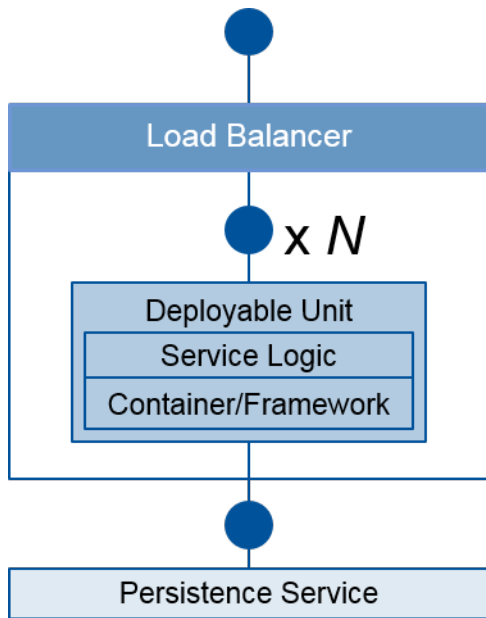 Load Balancer
x N
Deployable Unit
Service Logic
Container/Framework
Persistence Service